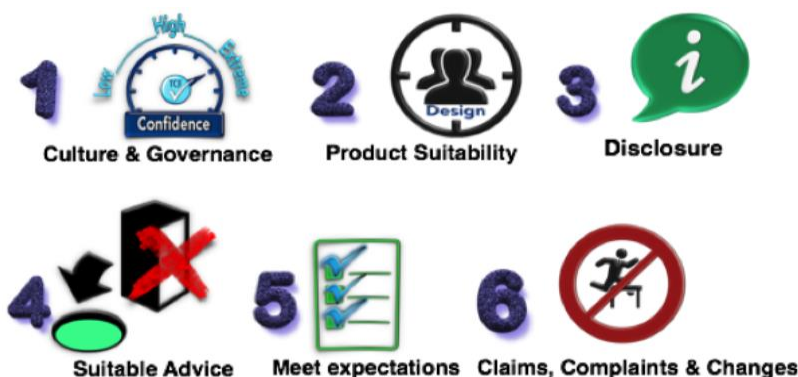 1
Low
High
Extreme
TCF
Confidence
Culture & Governance
2
Design
Product Suitability
3
i
Disclosure
4
Suitable Advice
5
Meet expectations
6
Claims, Complaints & Changes